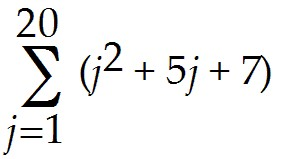 20
∑ (j² + 5j + 7)
j=1